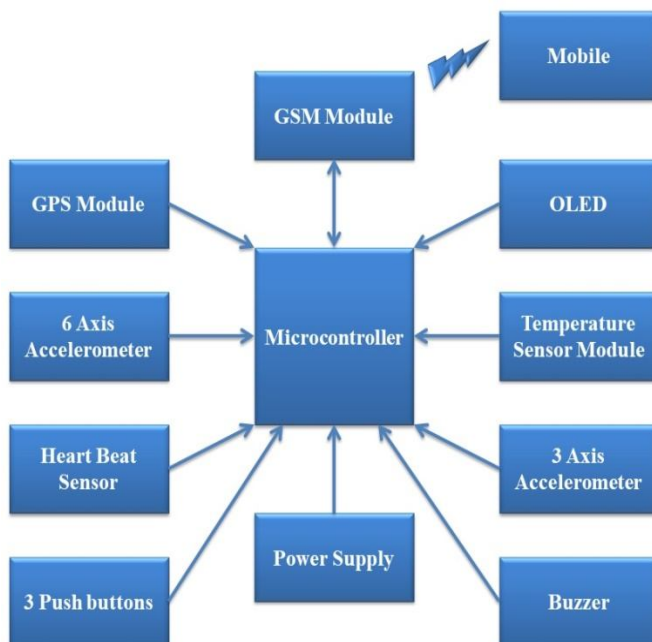 Mobile
GSM Module
GPS Module
OLED
6 Axis
Accelerometer
Microcontroller
Temperature
Sensor Module
Heart Beat
Sensor
3 Axis
Accelerometer
Power Supply
3 Push buttons
Buzzer